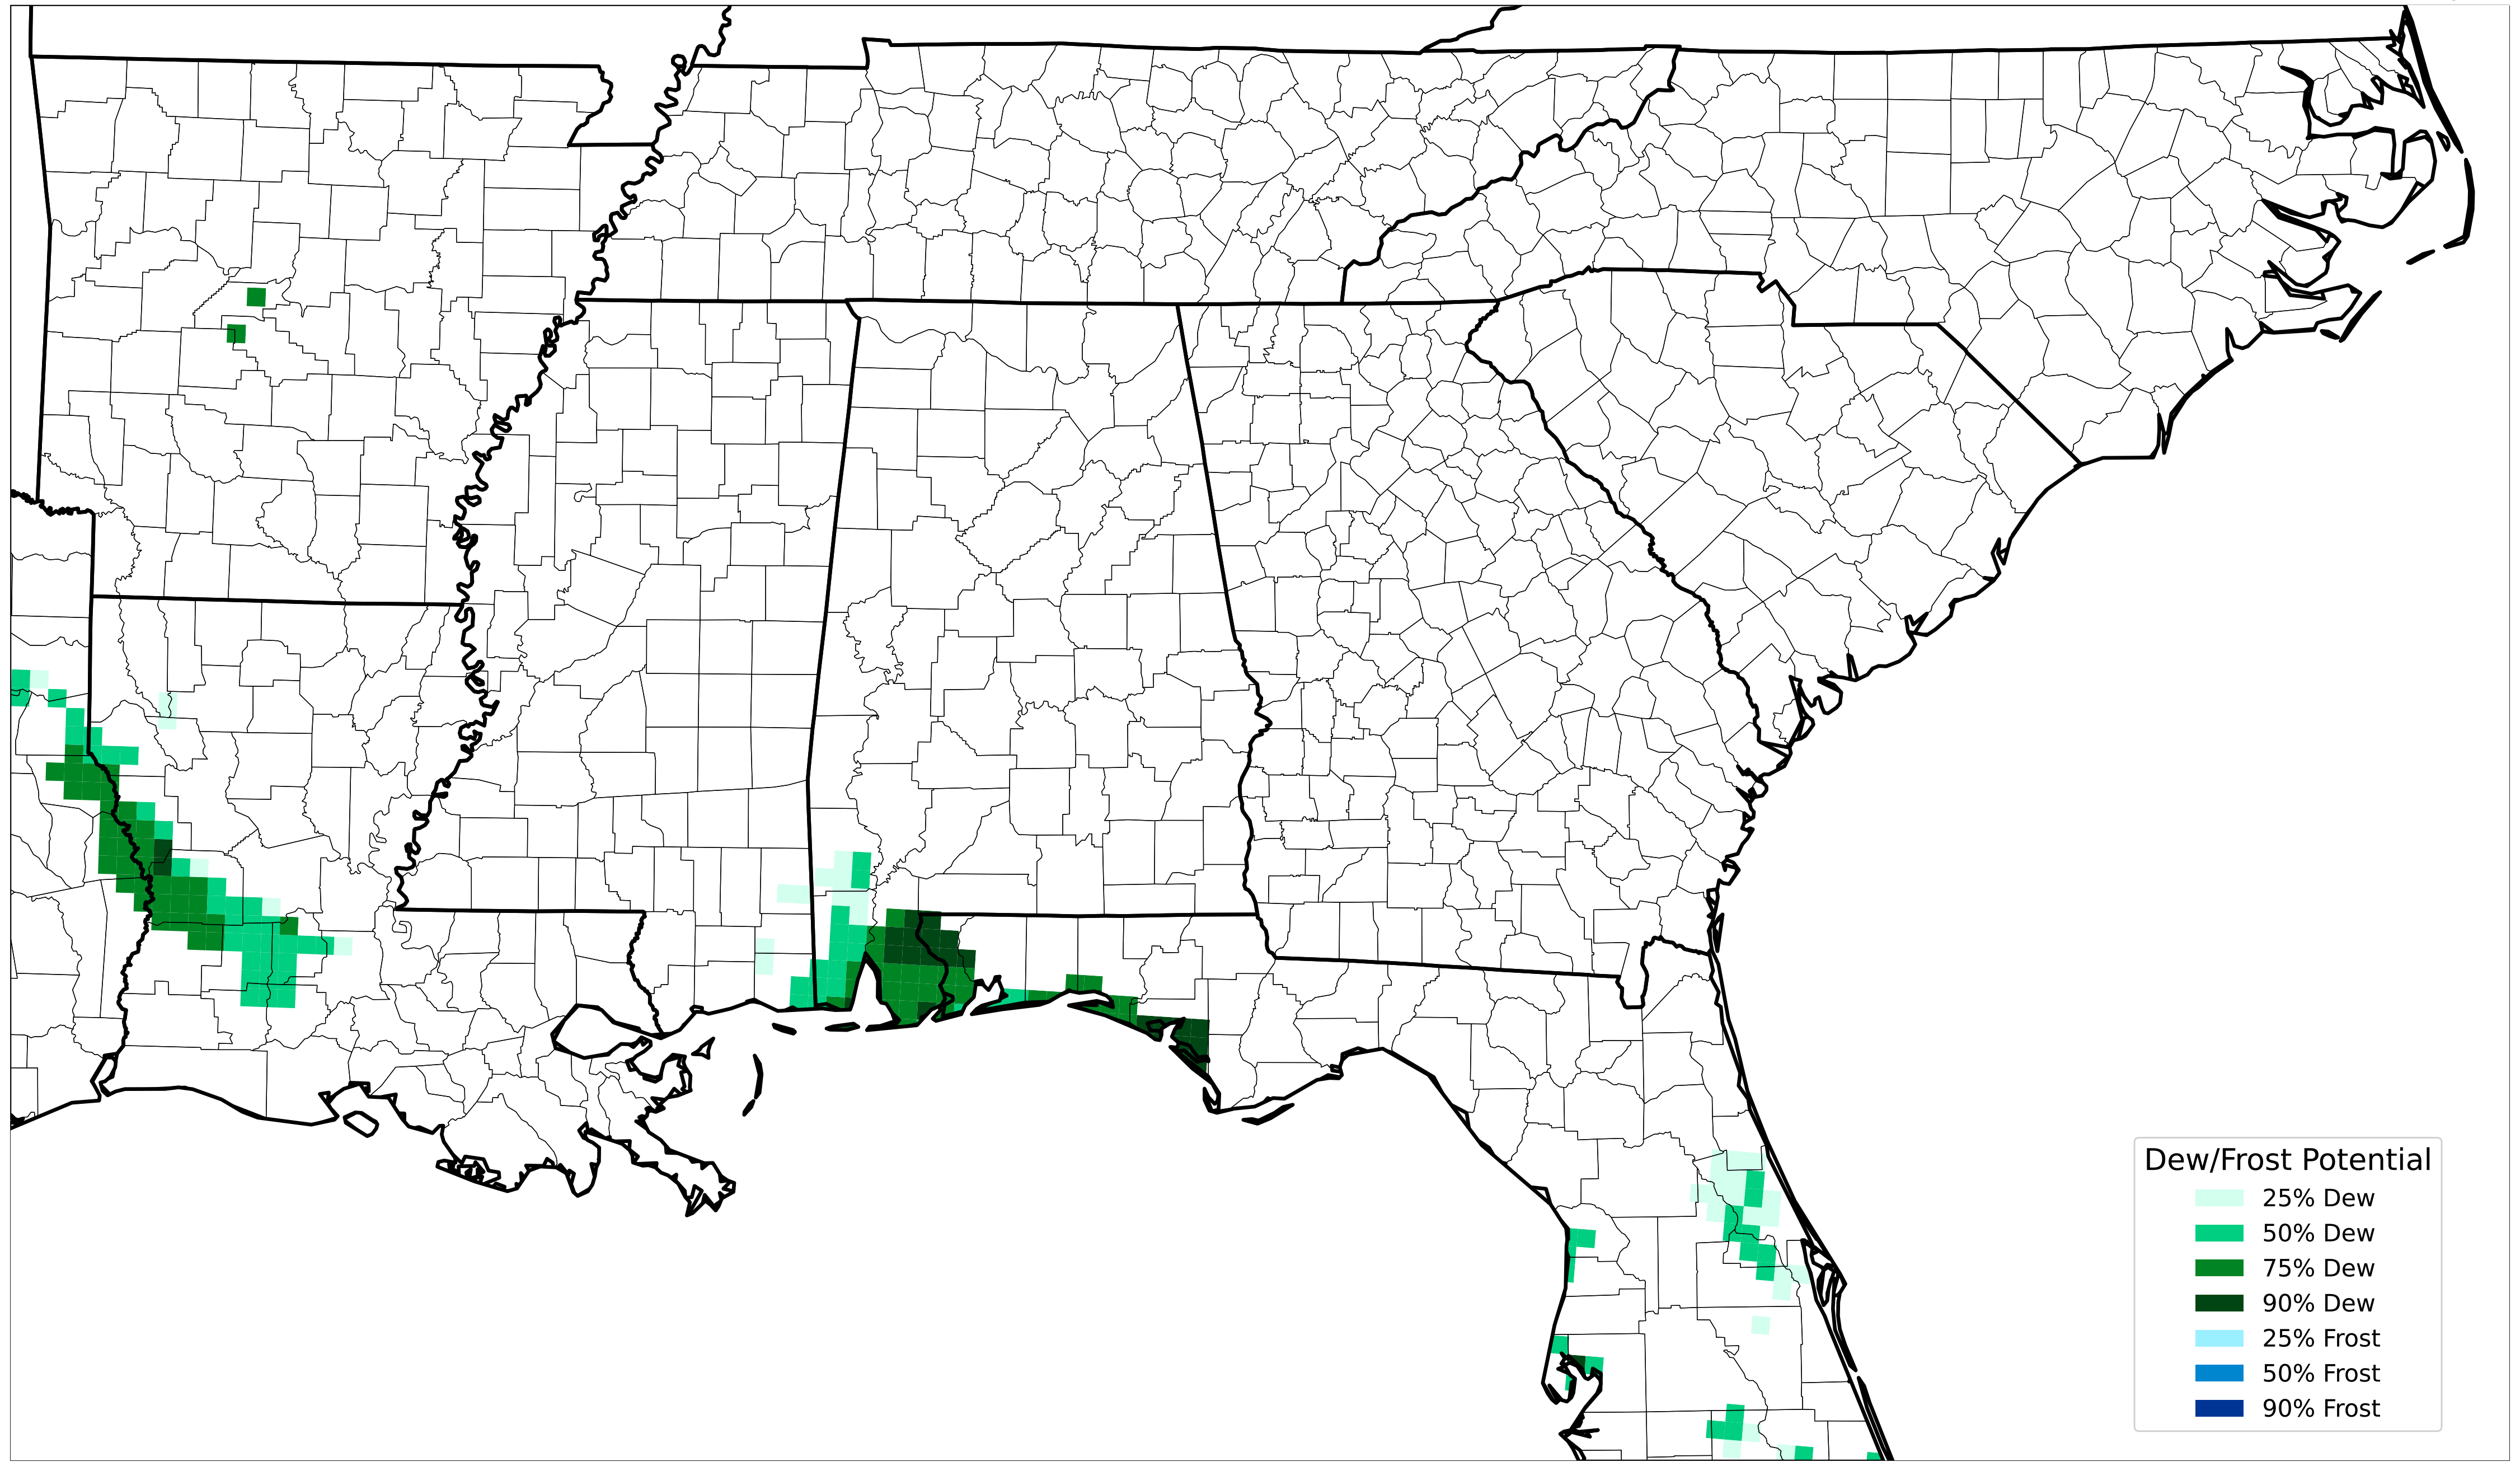 Dew/Frost Potential
25% Dew
50% Dew
75% Dew
90% Dew
25% Frost
50% Frost
90% Frost